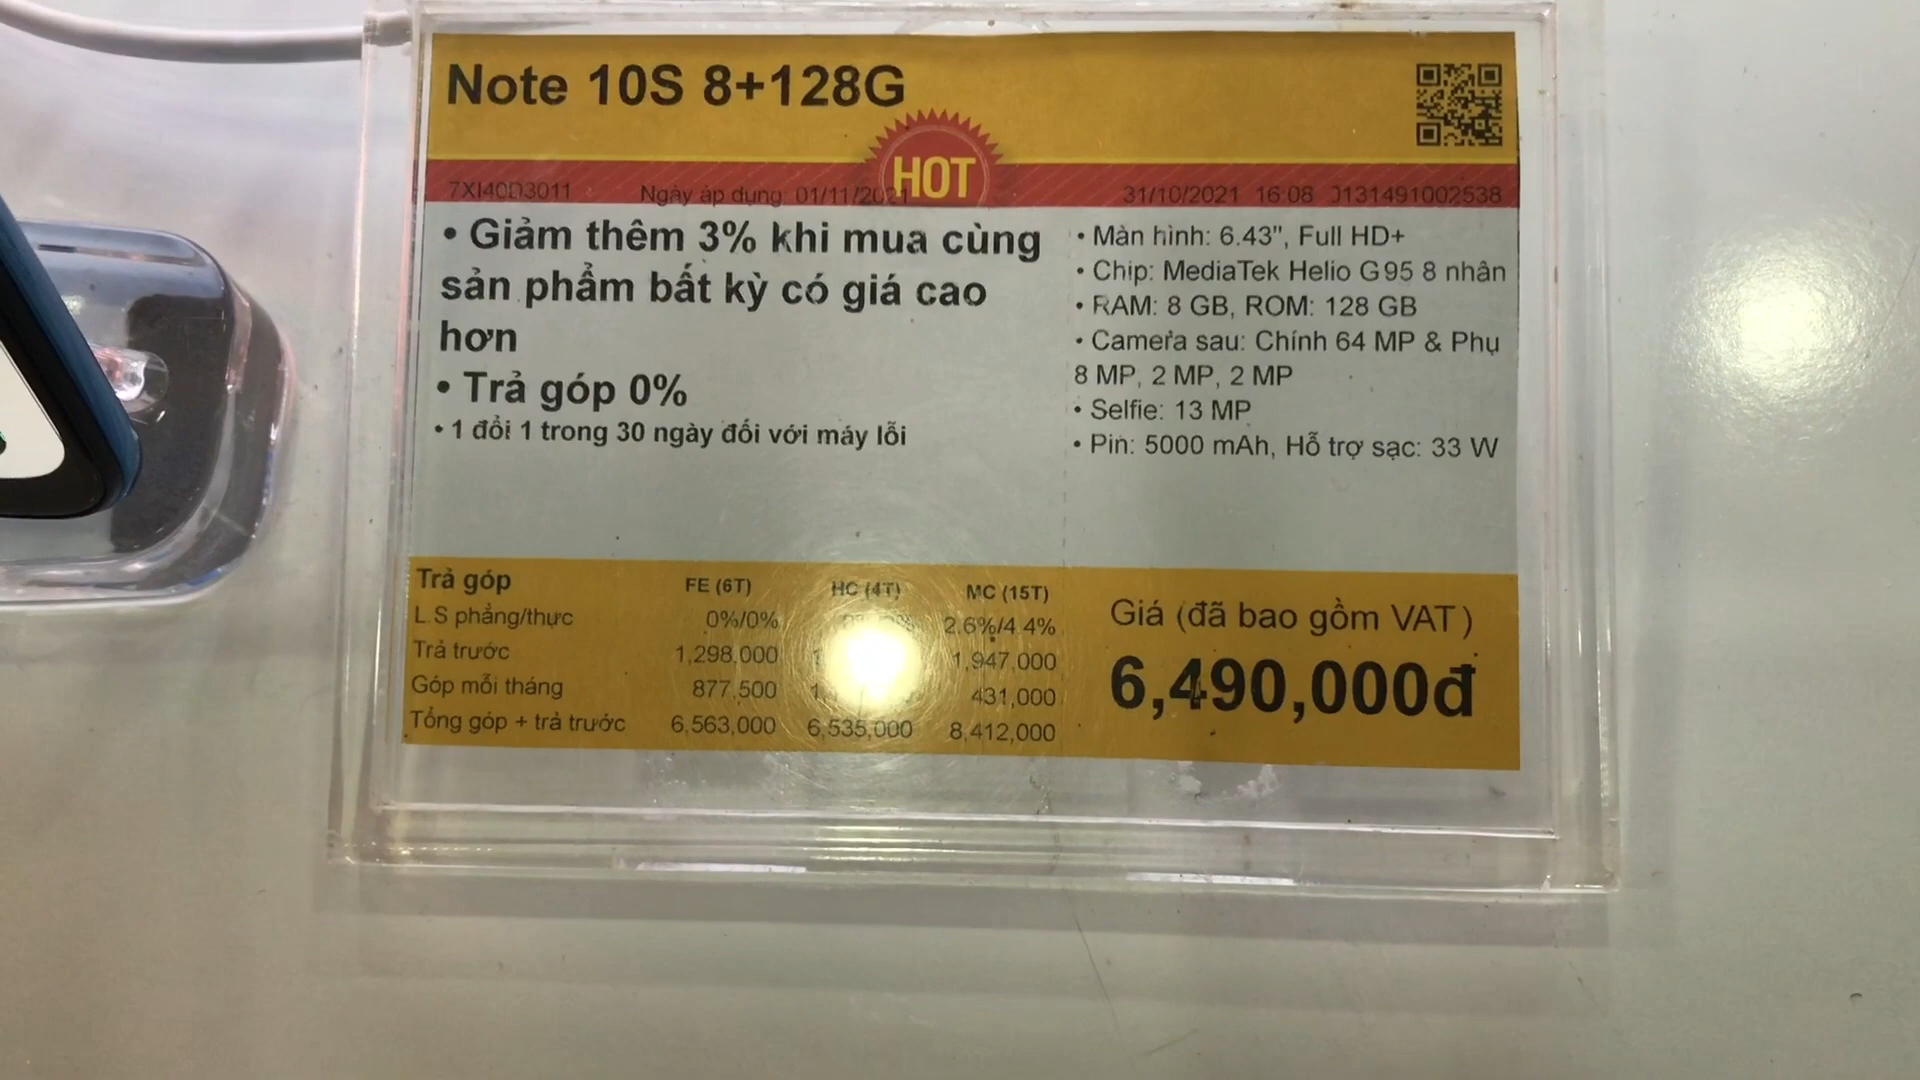 Note 10S 8+128G
HOT
7XI40D3011 Ngày áp dụng: 01/11/2021 31/10/2021 16:08 0131491002538
• Giảm thêm 3% khi mua cùng
sản phẩm bất kỳ có giá cao
hơn
• Trả góp 0%
• 1 đổi 1 trong 30 ngày đối với máy lỗi
• Màn hình: 6.43", Full HD+
• Chip: MediaTek Helio G95 8 nhân
• RAM: 8 GB, ROM: 128 GB
• Camera sau: Chính 64 MP & Phụ
8 MP, 2 MP, 2 MP
• Selfie: 13 MP
• Pin: 5000 mAh, Hỗ trợ sạc: 33 W
Trả góp FE (6T) HC (4T) MC (15T)
L.S phẳng/thực 0%/0% 2.6%/4.4%
Trả trước 1,298,000 1,947,000
Góp mỗi tháng 877,500 431,000
Tổng góp + trả trước 6,563,000 6,535,000 8,412,000
Giá (đã bao gồm VAT)
6,490,000đ